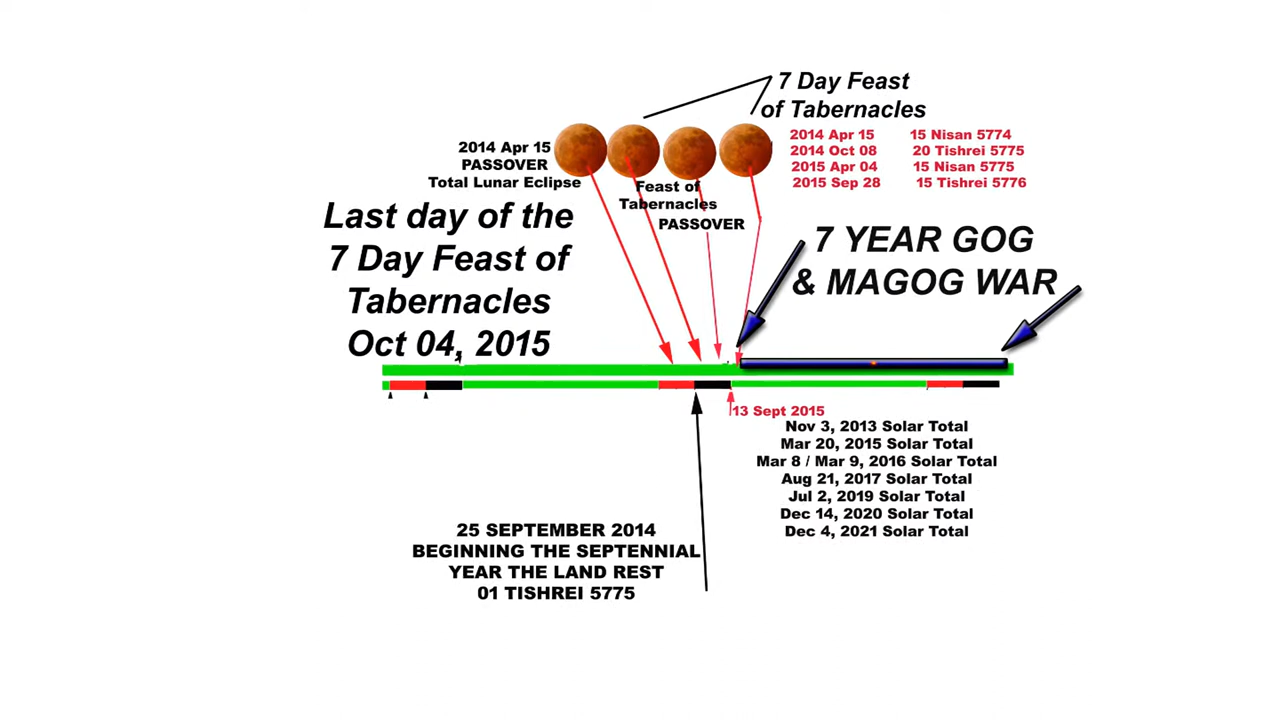 7 Day Feast
of Tabernacles
2014 Apr 15
PASSOVER
Total Lunar Eclipse
2014 Apr 15 15 Nisan 5774
2014 Oct 08 20 Tishrei 5775
2015 Apr 04 15 Nisan 5775
2015 Sep 28 15 Tishrei 5776
Feast of
Tabernacles
PASSOVER
Last day of the
7 Day Feast of
Tabernacles
Oct 04, 2015
7 YEAR GOG
& MAGOG WAR
13 Sept 2015
Nov 3, 2013 Solar Total
Mar 20, 2015 Solar Total
Mar 8 / Mar 9, 2016 Solar Total
Aug 21, 2017 Solar Total
Jul 2, 2019 Solar Total
Dec 14, 2020 Solar Total
Dec 4, 2021 Solar Total
25 SEPTEMBER 2014
BEGINNING THE SEPTENNIAL
YEAR THE LAND REST
01 TISHREI 5775